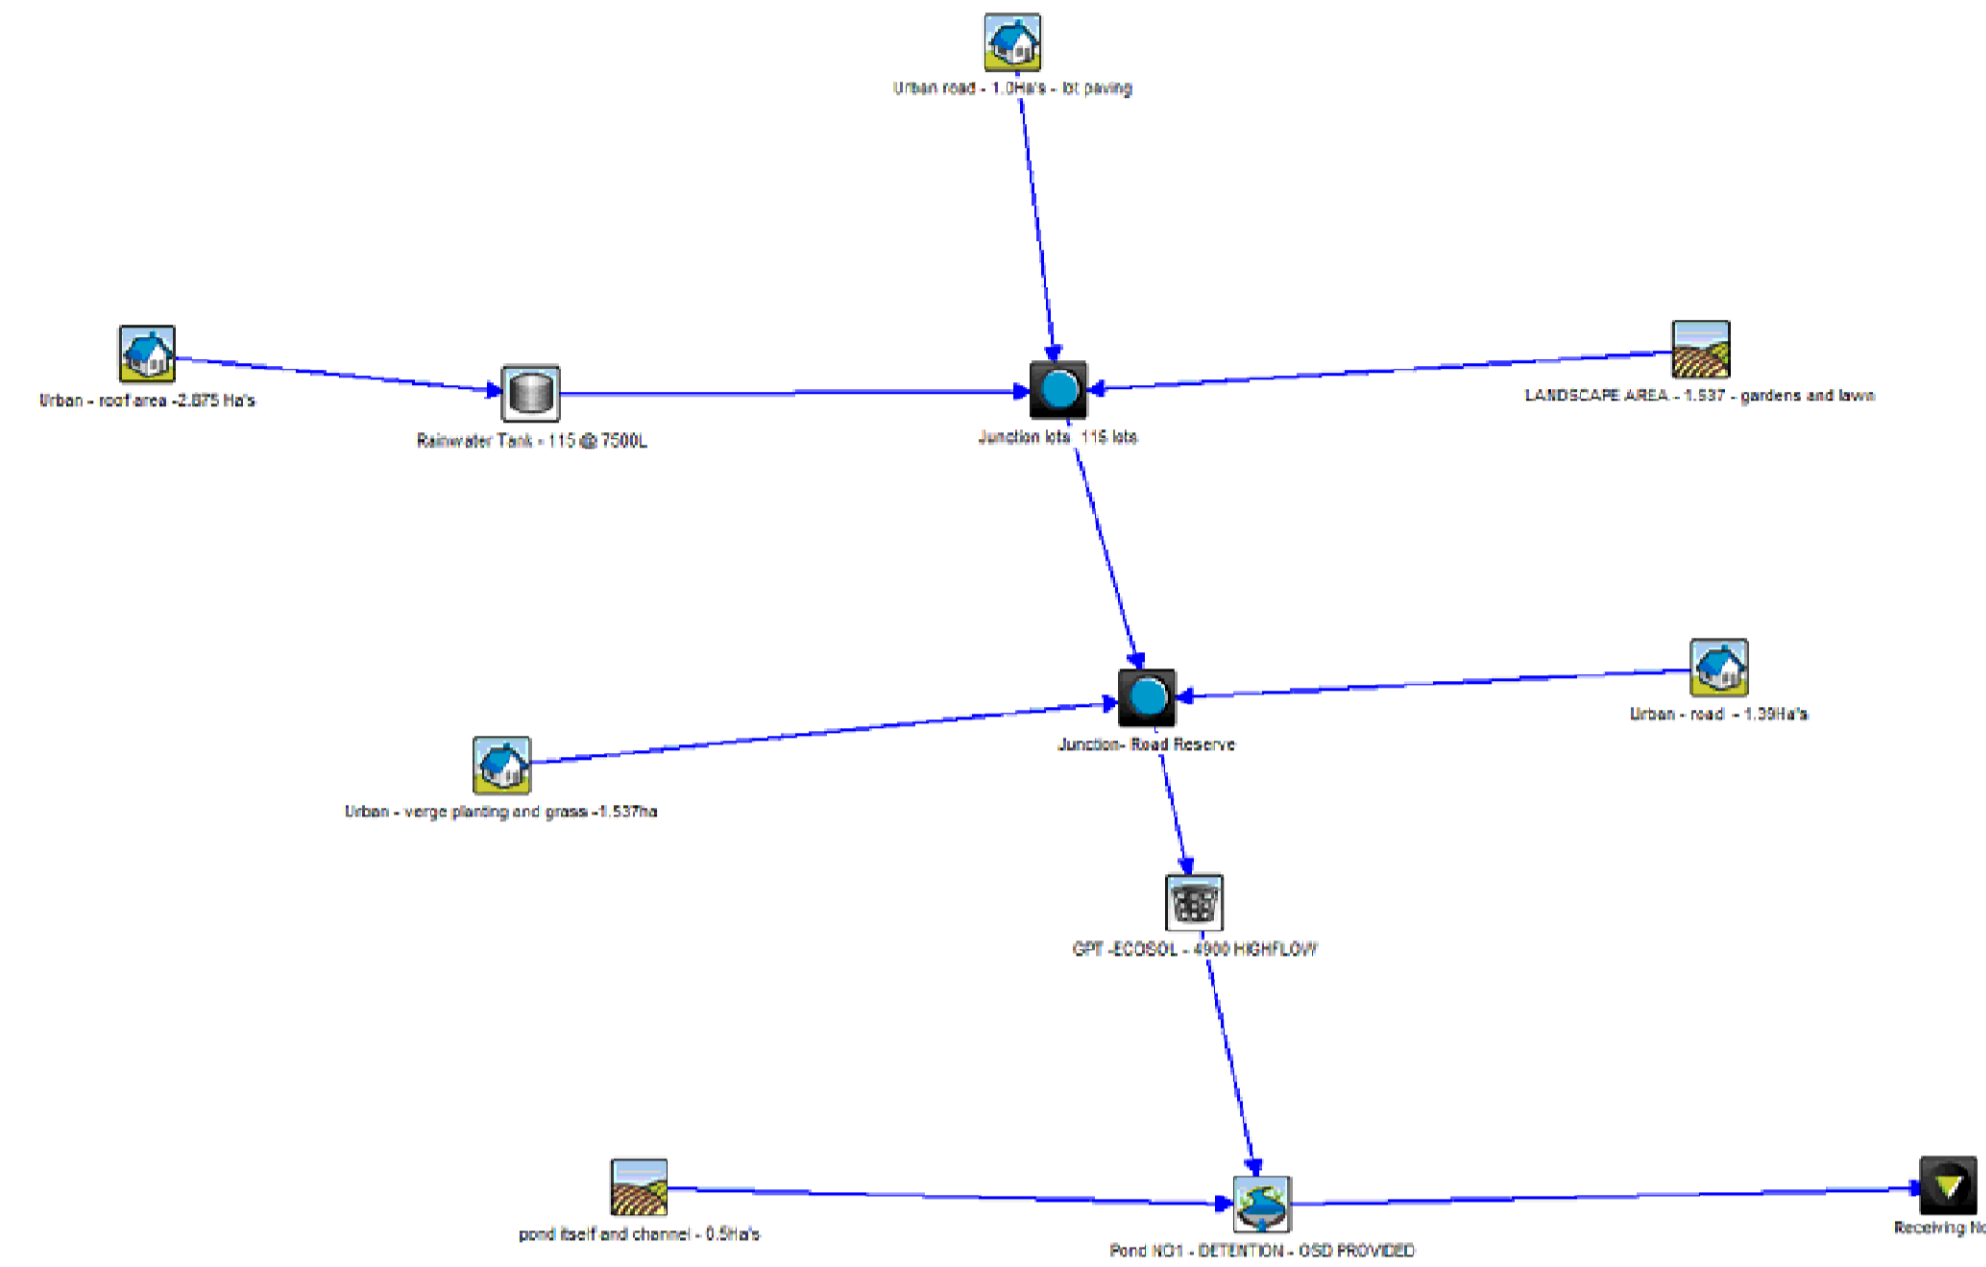 Urban road - 1.0Ha's - lot paving
Urban - roof area -2.875 Ha's
LANDSCAPE AREA - 1.537 - gardens and lawn
Rainwater Tank - 115 @ 7500L
Junction lots 115 lots
Urban - road - 1.39Ha's
Junction- Road Reserve
Urban - verge planting and grass -1.537ha
GPT -ECOSOL - 4900 HIGHFLOW
pond itself and channel - 0.5Ha's
Pond NO1 - DETENTION - OSD PROVIDED
Receiving No